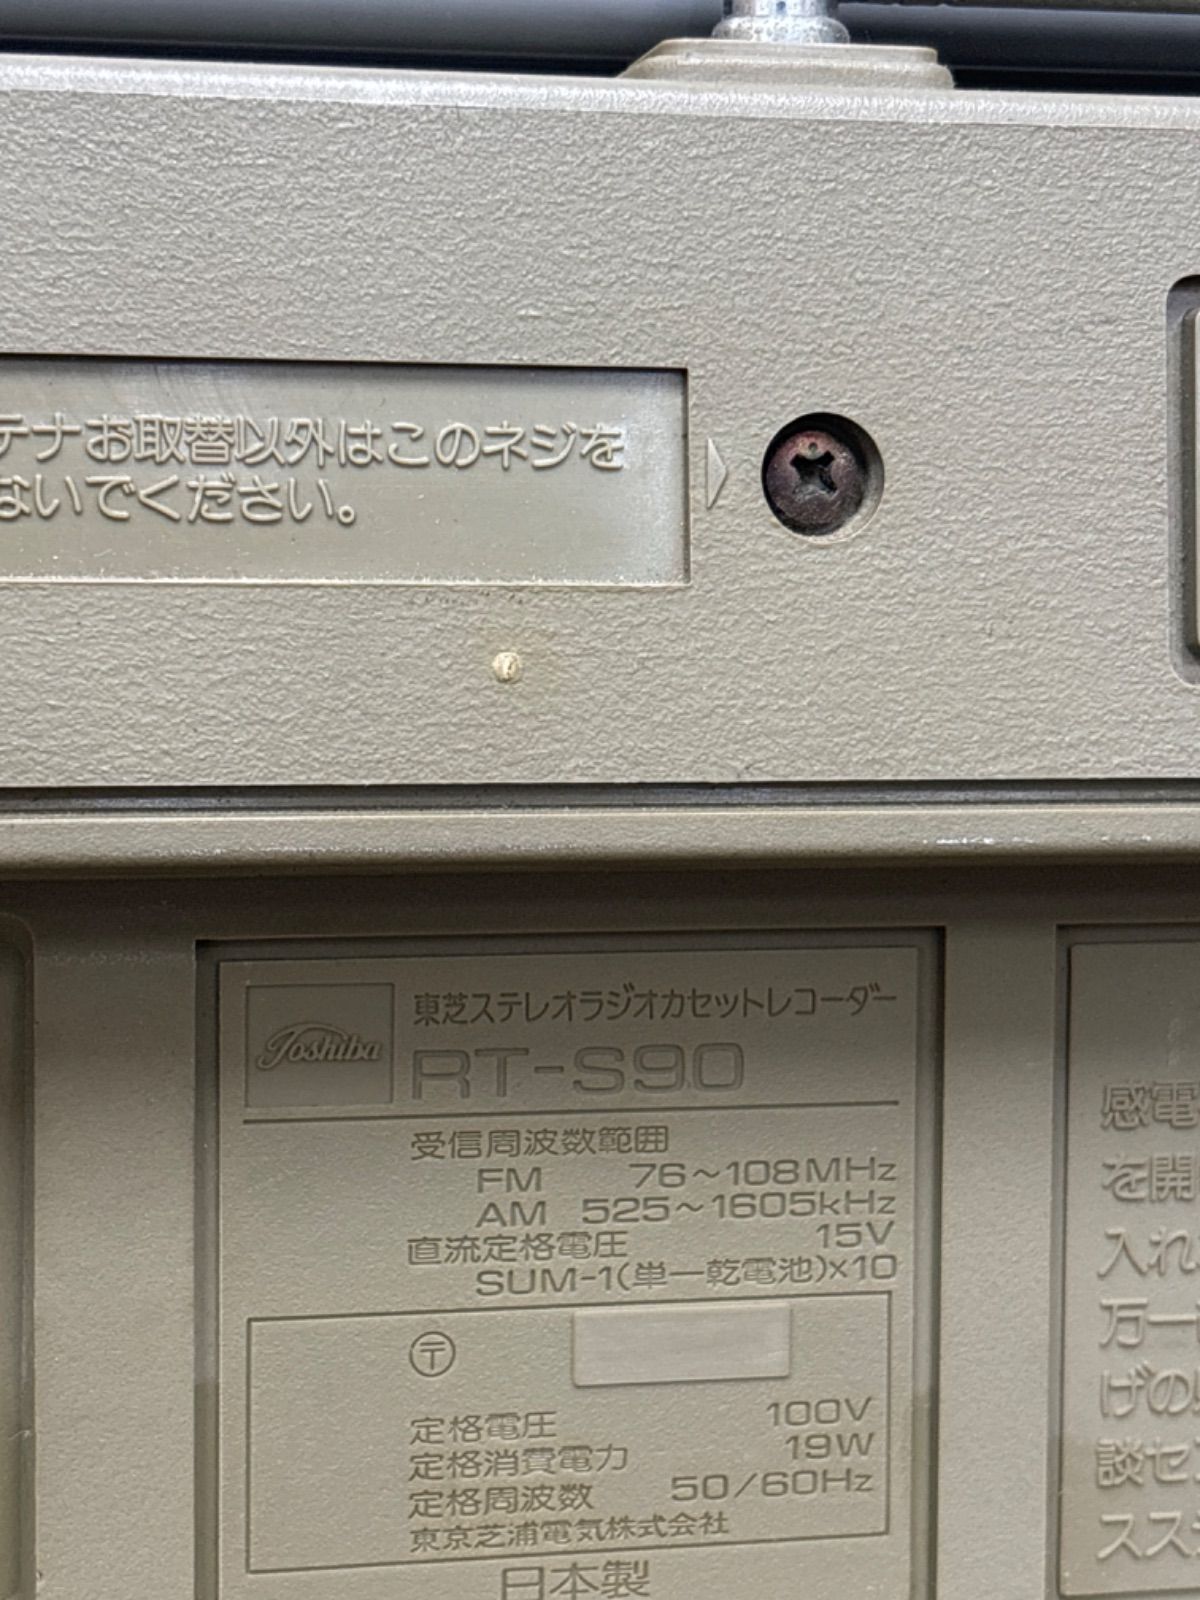 テナお取替以外はこのネジを
ないでください。
Toshiba
東芝ステレオラジオカセットレコーダー
RT-S90
受信周波数範囲
FM 76~108MHz
AM 525~1605kHz
直流定格電圧 15V
SUM-1(単一乾電池)×10
〒
定格電圧 100V
定格消費電力 19W
定格周波数 50/60Hz
東京芝浦電気株式会社
日本製
感電
を開
入れ
万一
げの
談セ
スス